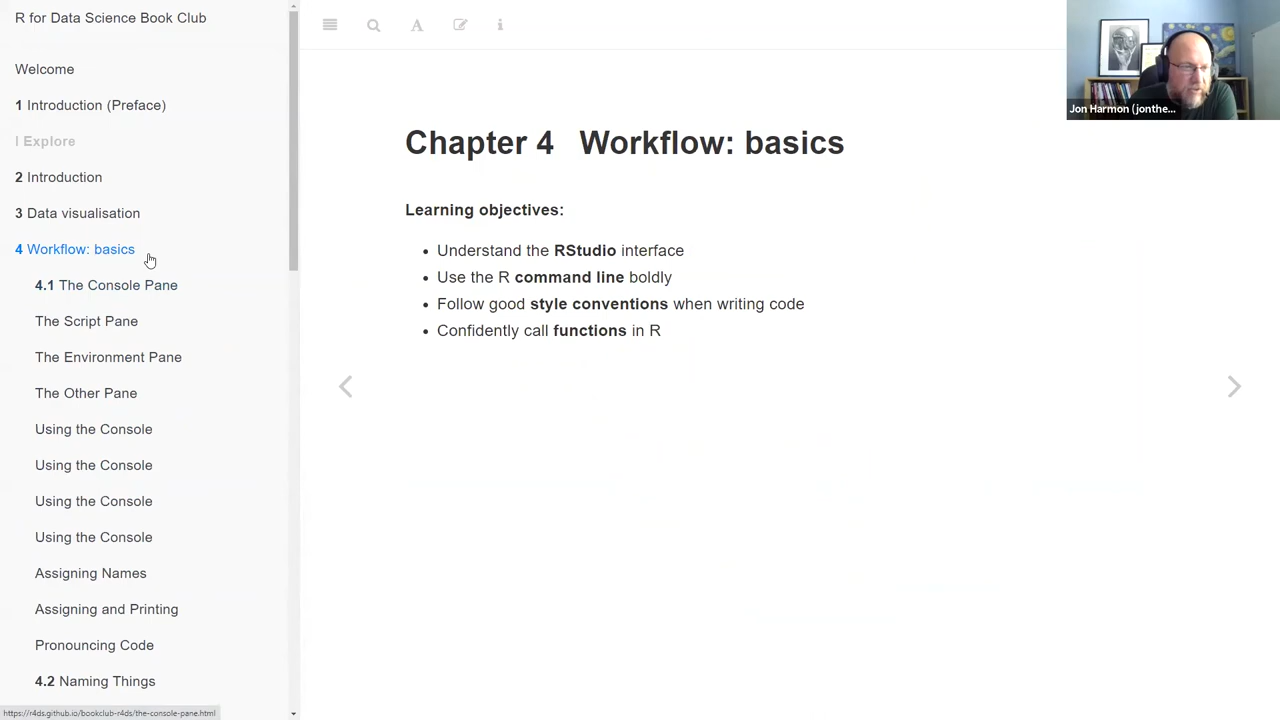 R for Data Science Book Club
Welcome
1 Introduction (Preface)
I Explore
2 Introduction
3 Data visualisation
4 Workflow: basics
4.1 The Console Pane
The Script Pane
The Environment Pane
The Other Pane
Using the Console
Using the Console
Using the Console
Using the Console
Assigning Names
Assigning and Printing
Pronouncing Code
4.2 Naming Things
https://r4ds.github.io/bookclub-r4ds/the-console-pane.html
A
i
Chapter 4 Workflow: basics
Learning objectives:
• Understand the RStudio interface
• Use the R command line boldly
• Follow good style conventions when writing code
• Confidently call functions in R
Jon Harmon (jonthe...